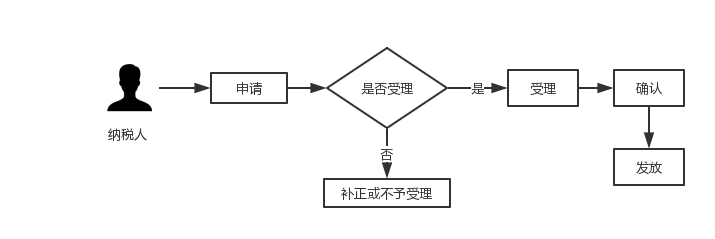 纳税人
申请
是否受理
是
受理
确认
否
补正或不予受理
发放